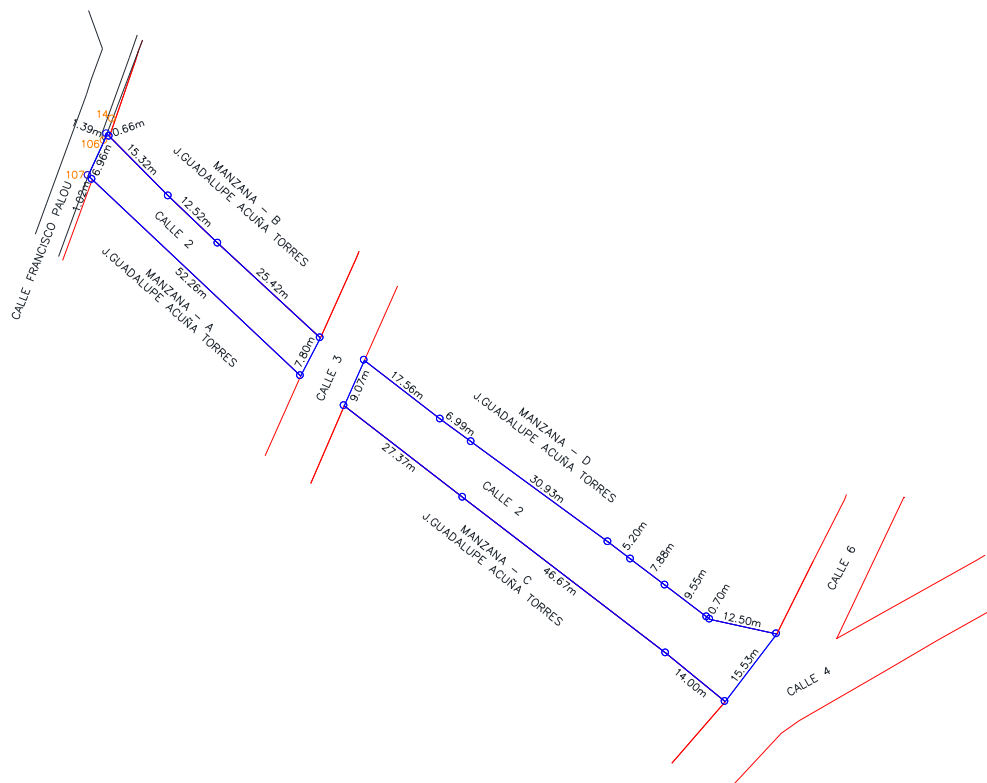 1.39m
0.66m
106
107
6.96m
1.02m
CALLE FRANCISCO PALOU
15.32m
12.52m
25.42m
MANZANA - B
J.GUADALUPE ACUÑA TORRES
CALLE 2
52.26m
MANZANA - A
J.GUADALUPE ACUÑA TORRES
7.80m
CALLE 3
9.07m
17.56m
6.99m
30.93m
MANZANA - D
J.GUADALUPE ACUÑA TORRES
27.37m
CALLE 2
MANZANA - C
J.GUADALUPE ACUÑA TORRES
46.67m
5.20m
7.88m
9.55m
0.70m
12.50m
14.00m
15.53m
CALLE 6
CALLE 4